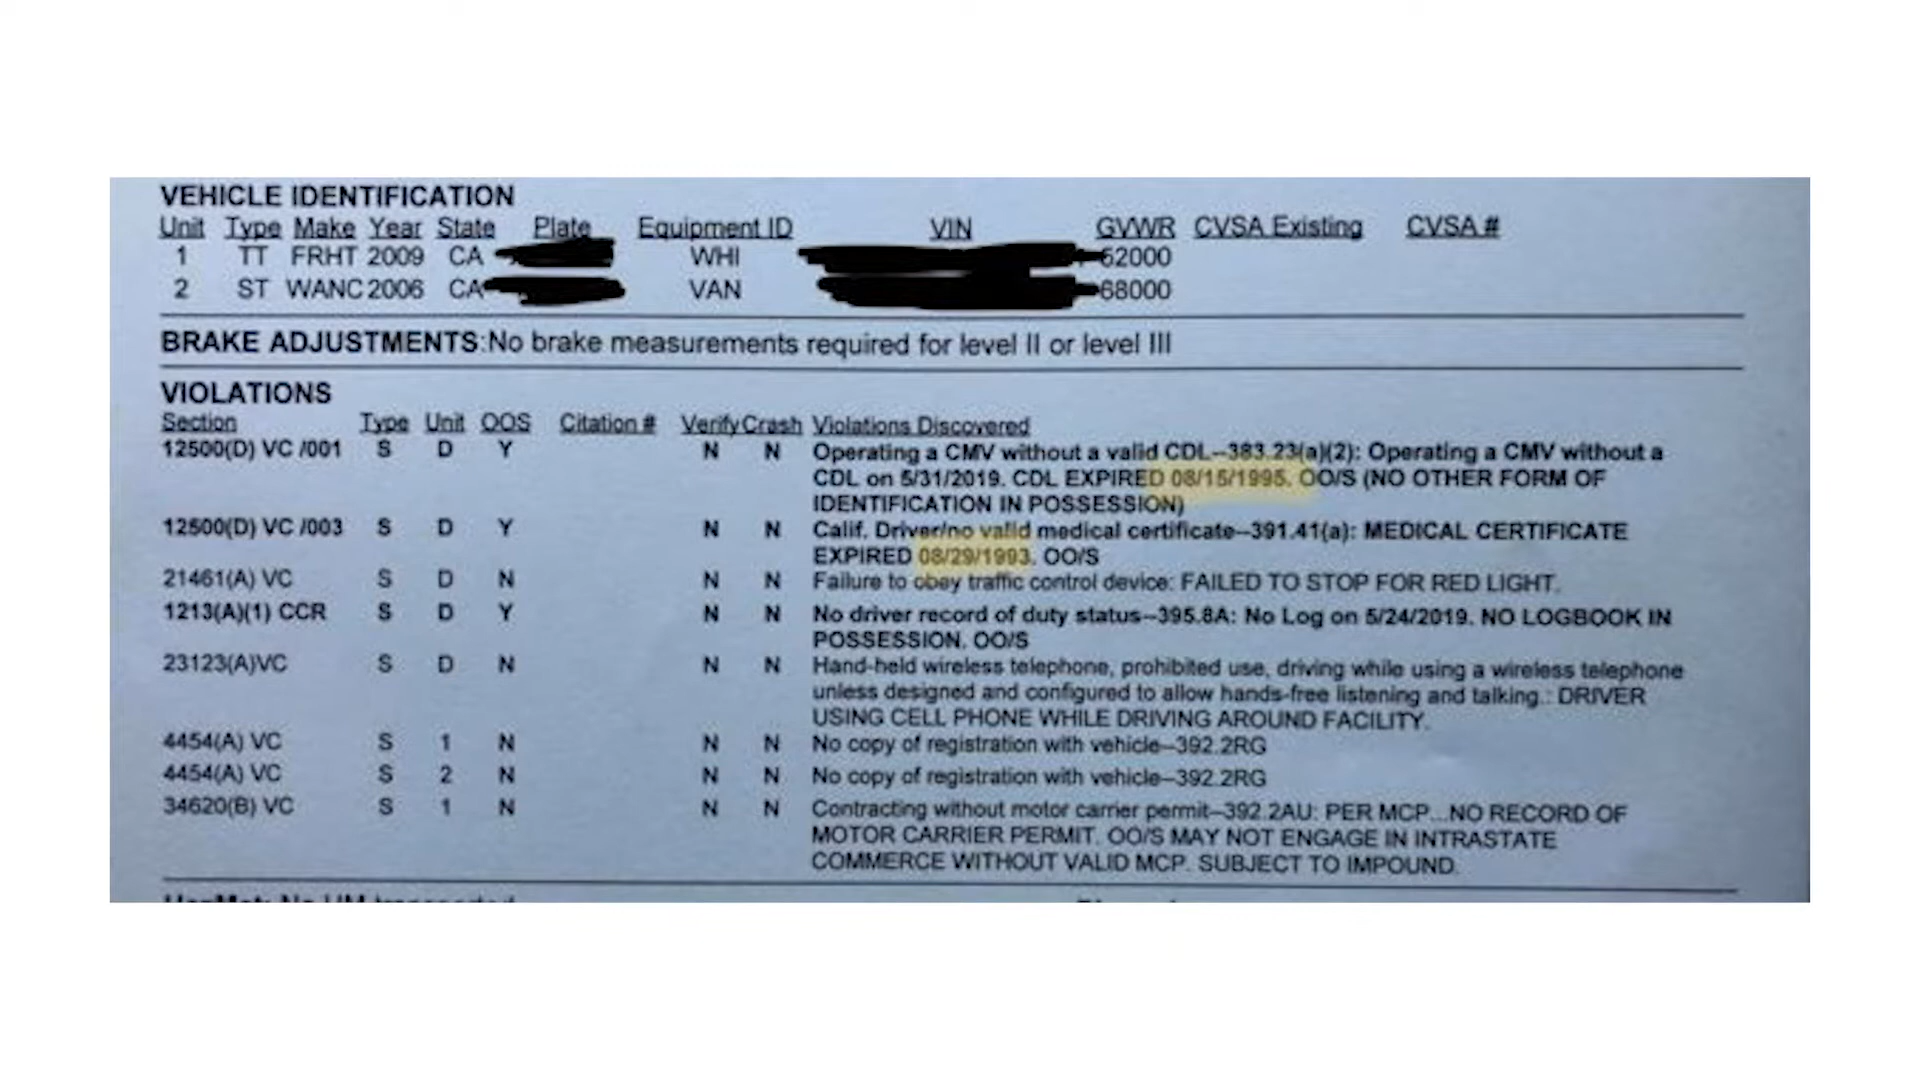 VEHICLE IDENTIFICATION
Unit Type Make Year State Plate Equipment ID VIN GVWR CVSA Existing CVSA #
1 TT FRHT 2009 CA WHI 52000
2 ST WANC 2006 CA VAN 68000
BRAKE ADJUSTMENTS:No brake measurements required for level II or level III
VIOLATIONS
Section Type Unit OOS Citation # Verify Crash Violations Discovered
12500(D) VC /001 S D Y N N Operating a CMV without a valid CDL--383.23(a)(2): Operating a CMV without a
CDL on 5/31/2019. CDL EXPIRED 08/15/1995. OO/S (NO OTHER FORM OF
IDENTIFICATION IN POSSESSION)
12500(D) VC /003 S D Y N N Calif. Driver/no valid medical certificate--391.41(a): MEDICAL CERTIFICATE
EXPIRED 08/29/1993. OO/S
21461(A) VC S D N N N Failure to obey traffic control device: FAILED TO STOP FOR RED LIGHT.
1213(A)(1) CCR S D Y N N No driver record of duty status--395.8A: No Log on 5/24/2019. NO LOGBOOK IN
POSSESSION. OO/S
23123(A)VC S D N N N Hand-held wireless telephone, prohibited use, driving while using a wireless telephone
unless designed and configured to allow hands-free listening and talking.: DRIVER
USING CELL PHONE WHILE DRIVING AROUND FACILITY.
4454(A) VC S 1 N N N No copy of registration with vehicle--392.2RG
4454(A) VC S 2 N N N No copy of registration with vehicle--392.2RG
34620(B) VC S 1 N N N Contracting without motor carrier permit--392.2AU: PER MCP...NO RECORD OF
MOTOR CARRIER PERMIT. OO/S MAY NOT ENGAGE IN INTRASTATE
COMMERCE WITHOUT VALID MCP. SUBJECT TO IMPOUND.